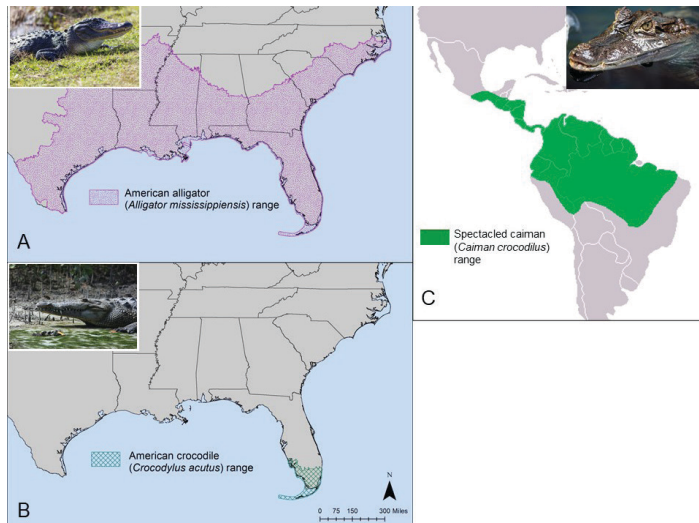 American alligator
(Alligator mississippiensis) range
A
American crocodile
(Crocodylus acutus) range
B
N
0 75 150 300 Miles
Spectacled caiman
(Caiman crocodilus)
range
C